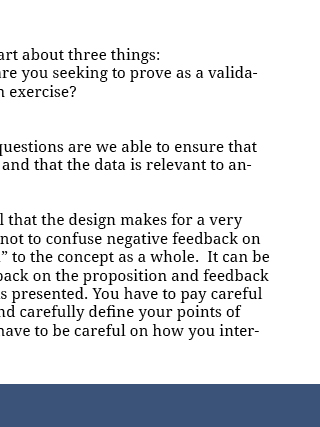 art about three things:
are you seeking to prove as a valida-
n exercise?
questions are we able to ensure that
and that the data is relevant to an-
l that the design makes for a very
not to confuse negative feedback on
” to the concept as a whole. It can be
back on the proposition and feedback
s presented. You have to pay careful
nd carefully define your points of
have to be careful on how you inter-